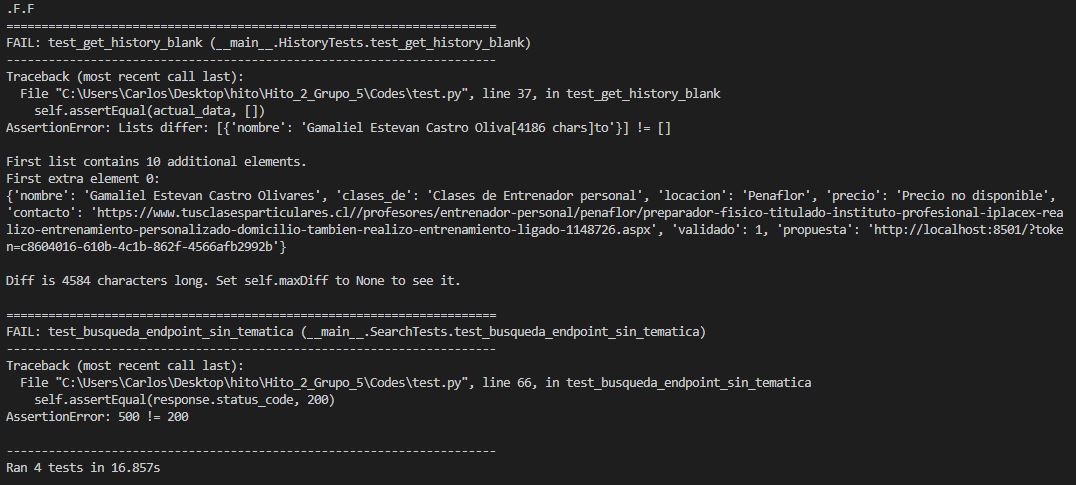 .F.F
======================================================================
FAIL: test_get_history_blank (__main__.HistoryTests.test_get_history_blank)
----------------------------------------------------------------------
Traceback (most recent call last):
  File "C:\Users\Carlos\Desktop\hito\Hito_2_Grupo_5\Codes\test.py", line 37, in test_get_history_blank
    self.assertEqual(actual_data, [])
AssertionError: Lists differ: [{'nombre': 'Gamaliel Estevan Castro Oliva[4186 chars]to'}] != []

First list contains 10 additional elements.
First extra element 0:
{'nombre': 'Gamaliel Estevan Castro Olivares', 'clases_de': 'Clases de Entrenador personal', 'locacion': 'Penaflor', 'precio': 'Precio no disponible',
'contacto': 'https://www.tusclasesparticulares.cl//profesores/entrenador-personal/penaflor/preparador-fisico-titulado-instituto-profesional-iplacex-rea
lizo-entrenamiento-personalizado-domicilio-tambien-realizo-entrenamiento-ligado-1148726.aspx', 'validado': 1, 'propuesta': 'http://localhost:8501/?toke
n=c8604016-610b-4c1b-862f-4566afb2992b'}

Diff is 4584 characters long. Set self.maxDiff to None to see it.

======================================================================
FAIL: test_busqueda_endpoint_sin_tematica (__main__.SearchTests.test_busqueda_endpoint_sin_tematica)
----------------------------------------------------------------------
Traceback (most recent call last):
  File "C:\Users\Carlos\Desktop\hito\Hito_2_Grupo_5\Codes\test.py", line 66, in test_busqueda_endpoint_sin_tematica
    self.assertEqual(response.status_code, 200)
AssertionError: 500 != 200

----------------------------------------------------------------------
Ran 4 tests in 16.857s